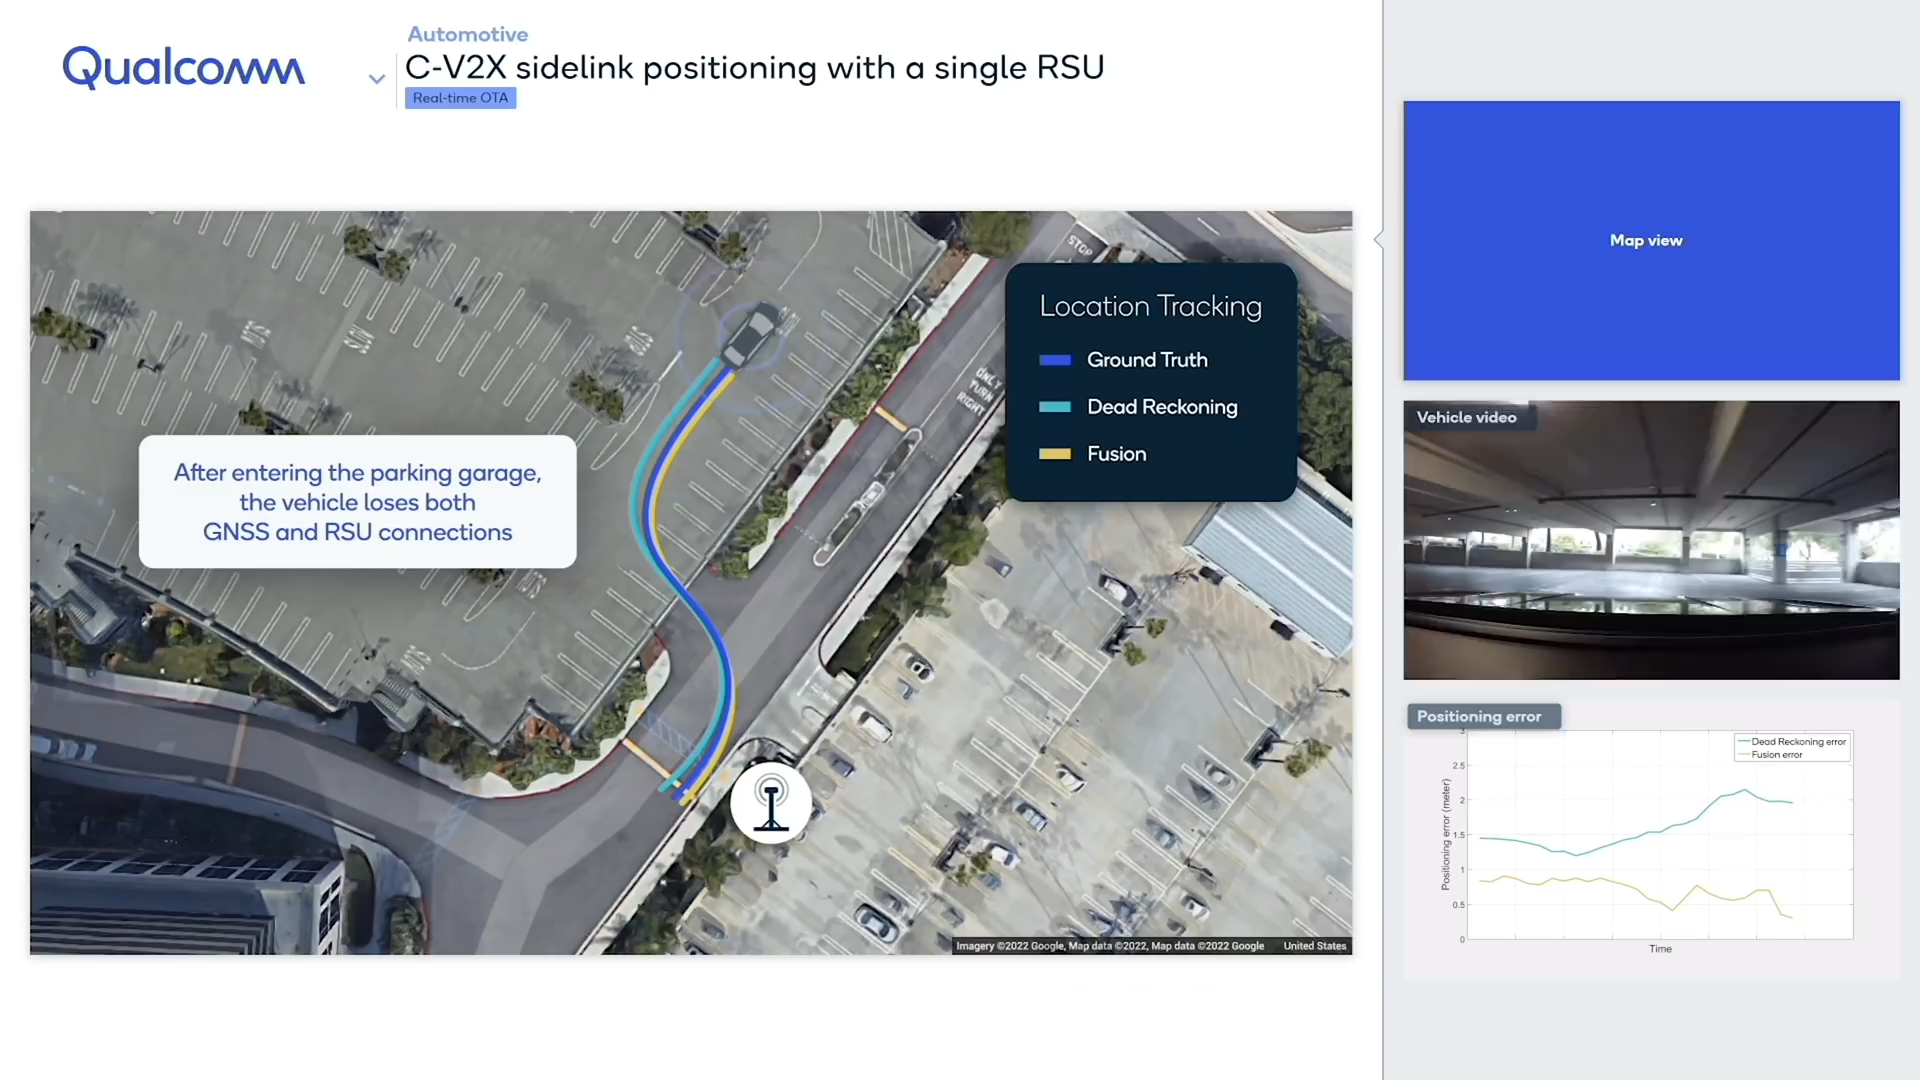 Qualcomm
Automotive
C-V2X sidelink positioning with a single RSU
Real-time OTA
STOP
ONLY
TURN
RIGHT
Location Tracking
Ground Truth
Dead Reckoning
Fusion
After entering the parking garage,
the vehicle loses both
GNSS and RSU connections
Imagery ©2022 Google, Map data ©2022, Map data ©2022 Google United States
Map view
Vehicle video
Positioning error
Dead Reckoning error
Fusion error
Positioning error (meter)
3
2.5
2
1.5
1
0.5
0
Time